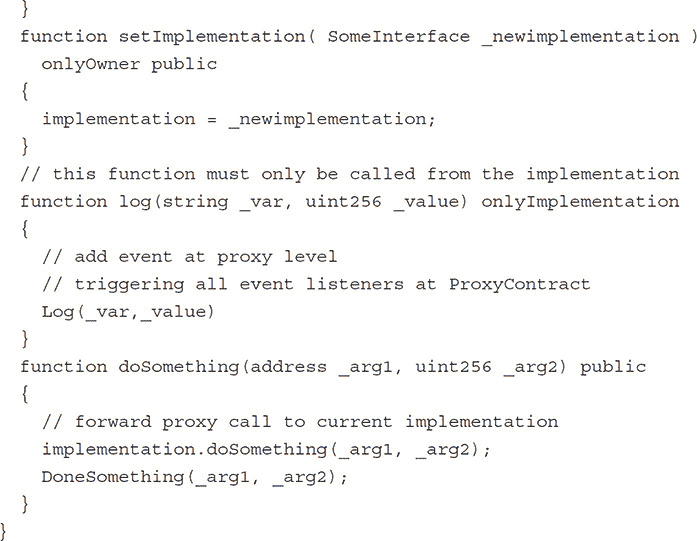 }
  function setImplementation( SomeInterface _newimplementation )
    onlyOwner public
  {
    implementation = _newimplementation;
  }
  // this function must only be called from the implementation
  function log(string _var, uint256 _value) onlyImplementation
  {
    // add event at proxy level
    // triggering all event listeners at ProxyContract
    Log(_var,_value)
  }
  function doSomething(address _arg1, uint256 _arg2) public
  {
    // forward proxy call to current implementation
    implementation.doSomething(_arg1, _arg2);
    DoneSomething(_arg1, _arg2);
  }
}